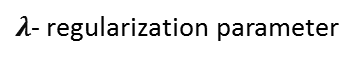 λ- regularization parameter